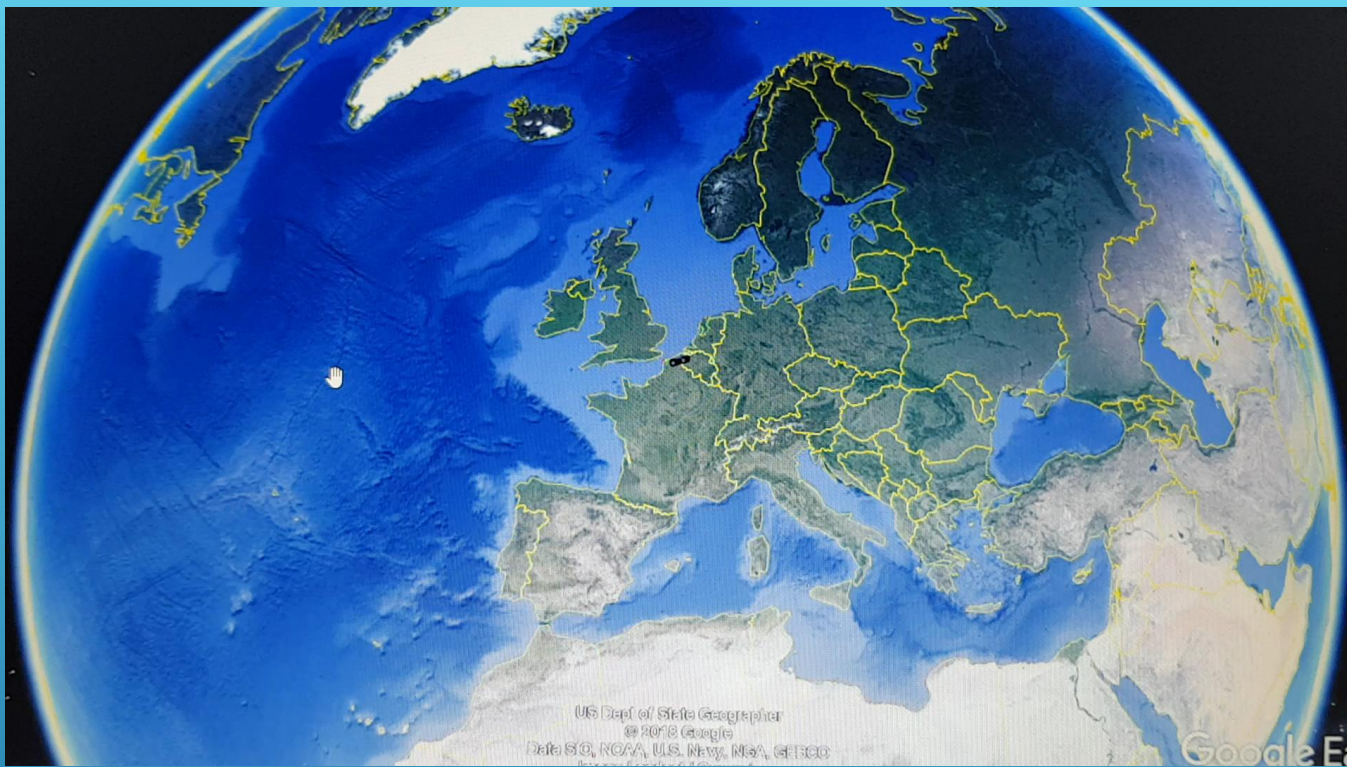 US Dept of State Geographer
© 2018 Google
Data SIO, NOAA, U.S. Navy, NGA, GEBCO
Google